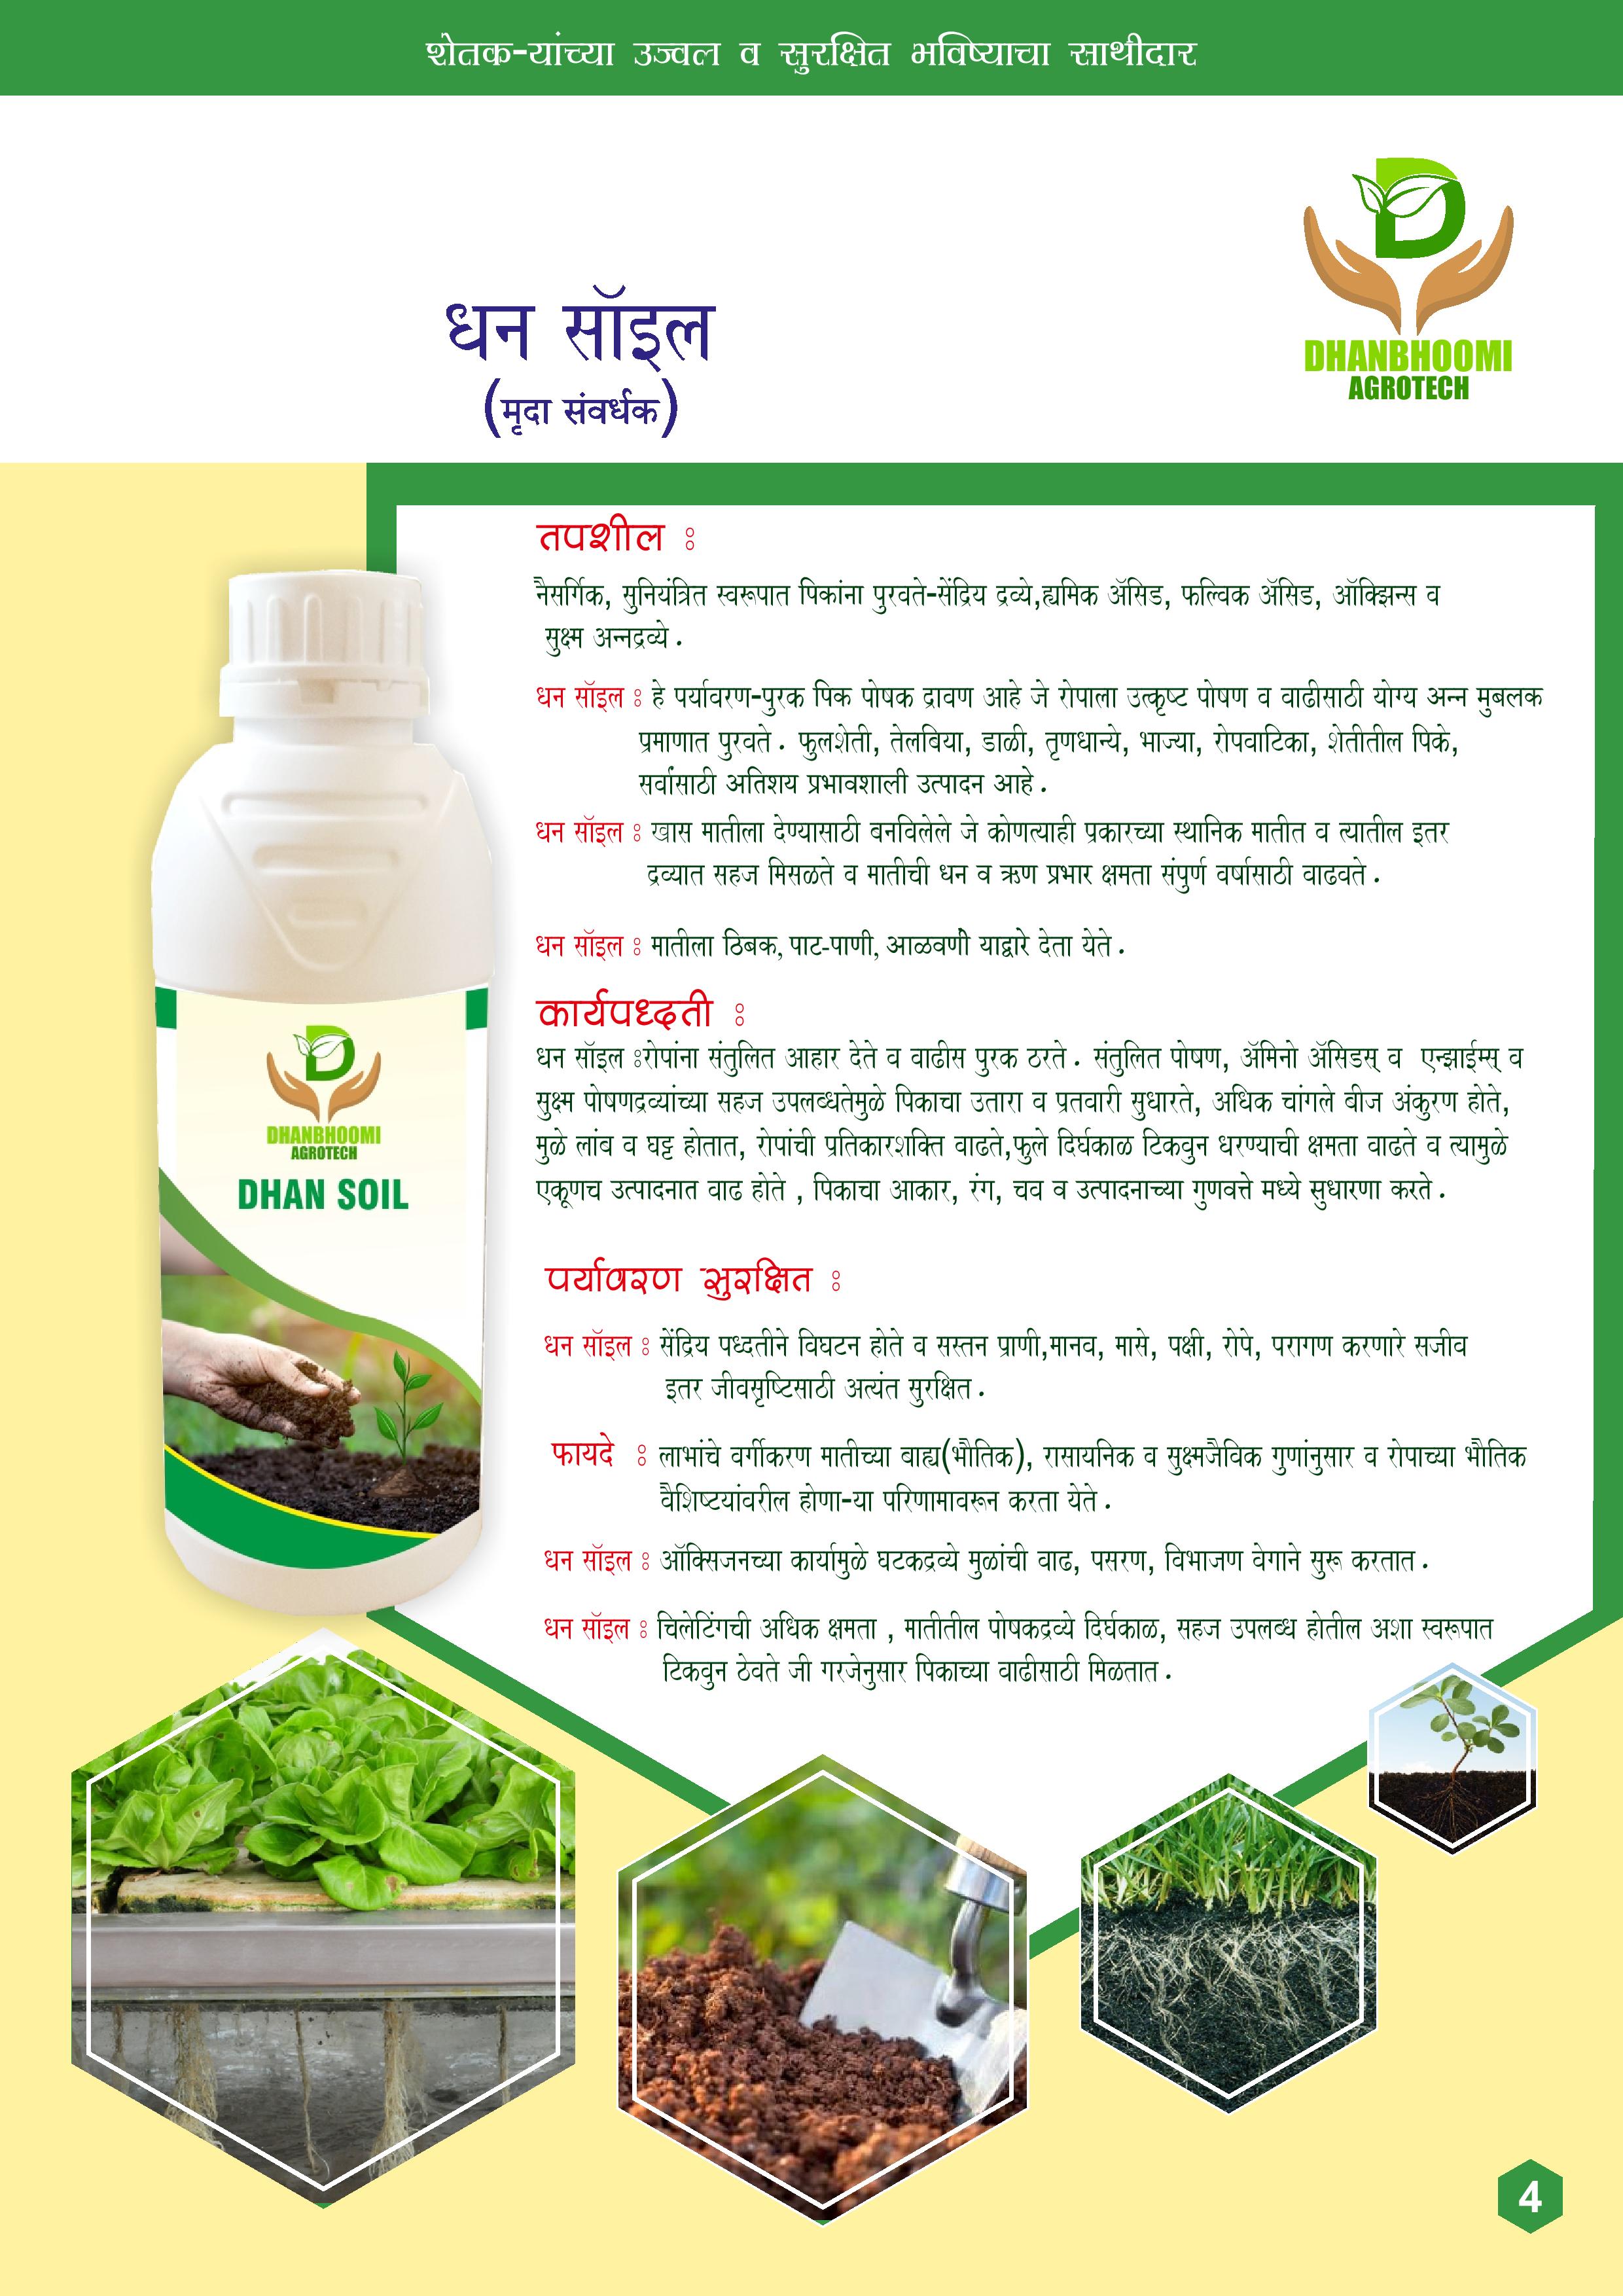 शेतक-यांच्या उज्वल व सुरक्षित भविष्याचा साथीदार
DHANBHOOMI
AGROTECH
धन सॉइल
(मृदा संवर्धक)
तपशील :
नैसर्गिक, सुनियंत्रित स्वरूपात पिकांना पुरवते-सेंद्रिय द्रव्ये,ह्यमिक ॲसिड, फल्विक ॲसिड, ऑक्झिन्स व
सुक्ष्म अन्नद्रव्ये.
धन सॉइल : हे पर्यावरण-पुरक पिक पोषक द्रावण आहे जे रोपाला उत्कृष्ट पोषण व वाढीसाठी योग्य अन्न मुबलक
प्रमाणात पुरवते. फुलशेती, तेलबिया, डाळी, तृणधान्ये, भाज्या, रोपवाटिका, शेतीतील पिके,
सर्वांसाठी अतिशय प्रभावशाली उत्पादन आहे.
धन सॉइल : खास मातीला देण्यासाठी बनविलेले जे कोणत्याही प्रकारच्या स्थानिक मातीत व त्यातील इतर
द्रव्यात सहज मिसळते व मातीची धन व ऋण प्रभार क्षमता संपुर्ण वर्षासाठी वाढवते.
धन सॉइल : मातीला ठिबक, पाट-पाणी, आळवणी याद्वारे देता येते.
कार्यपध्दती :
धन सॉइल :रोपांना संतुलित आहार देते व वाढीस पुरक ठरते. संतुलित पोषण, ॲमिनो ॲसिडस् व एन्झाईम्स् व
सुक्ष्म पोषणद्रव्यांच्या सहज उपलब्धतेमुळे पिकाचा उतारा व प्रतवारी सुधारते, अधिक चांगले बीज अंकुरण होते,
मुळे लांब व घट्ट होतात, रोपांची प्रतिकारशक्ति वाढते,फुले दिर्घकाळ टिकवुन धरण्याची क्षमता वाढते व त्यामुळे
एकूणच उत्पादनात वाढ होते , पिकाचा आकार, रंग, चव व उत्पादनाच्या गुणवत्ते मध्ये सुधारणा करते.
पर्यावरण सुरक्षित :
धन सॉइल : सेंद्रिय पध्दतीने विघटन होते व सस्तन प्राणी,मानव, मासे, पक्षी, रोपे, परागण करणारे सजीव
इतर जीवसृष्टिसाठी अत्यंत सुरक्षित.
फायदे : लाभांचे वर्गीकरण मातीच्या बाह्य(भौतिक), रासायनिक व सुक्ष्मजैविक गुणांनुसार व रोपाच्या भौतिक
वैशिष्टयांवरील होणा-या परिणामावरून करता येते.
धन सॉइल : ऑक्सिजनच्या कार्यामुळे घटकद्रव्ये मुळांची वाढ, पसरण, विभाजण वेगाने सुरू करतात.
धन सॉइल : चिलेटिंगची अधिक क्षमता , मातीतील पोषकद्रव्ये दिर्घकाळ, सहज उपलब्ध होतील अशा स्वरूपात
टिकवुन ठेवते जी गरजेनुसार पिकाच्या वाढीसाठी मिळतात.
DHANBHOOMI
AGROTECH
DHAN SOIL
4